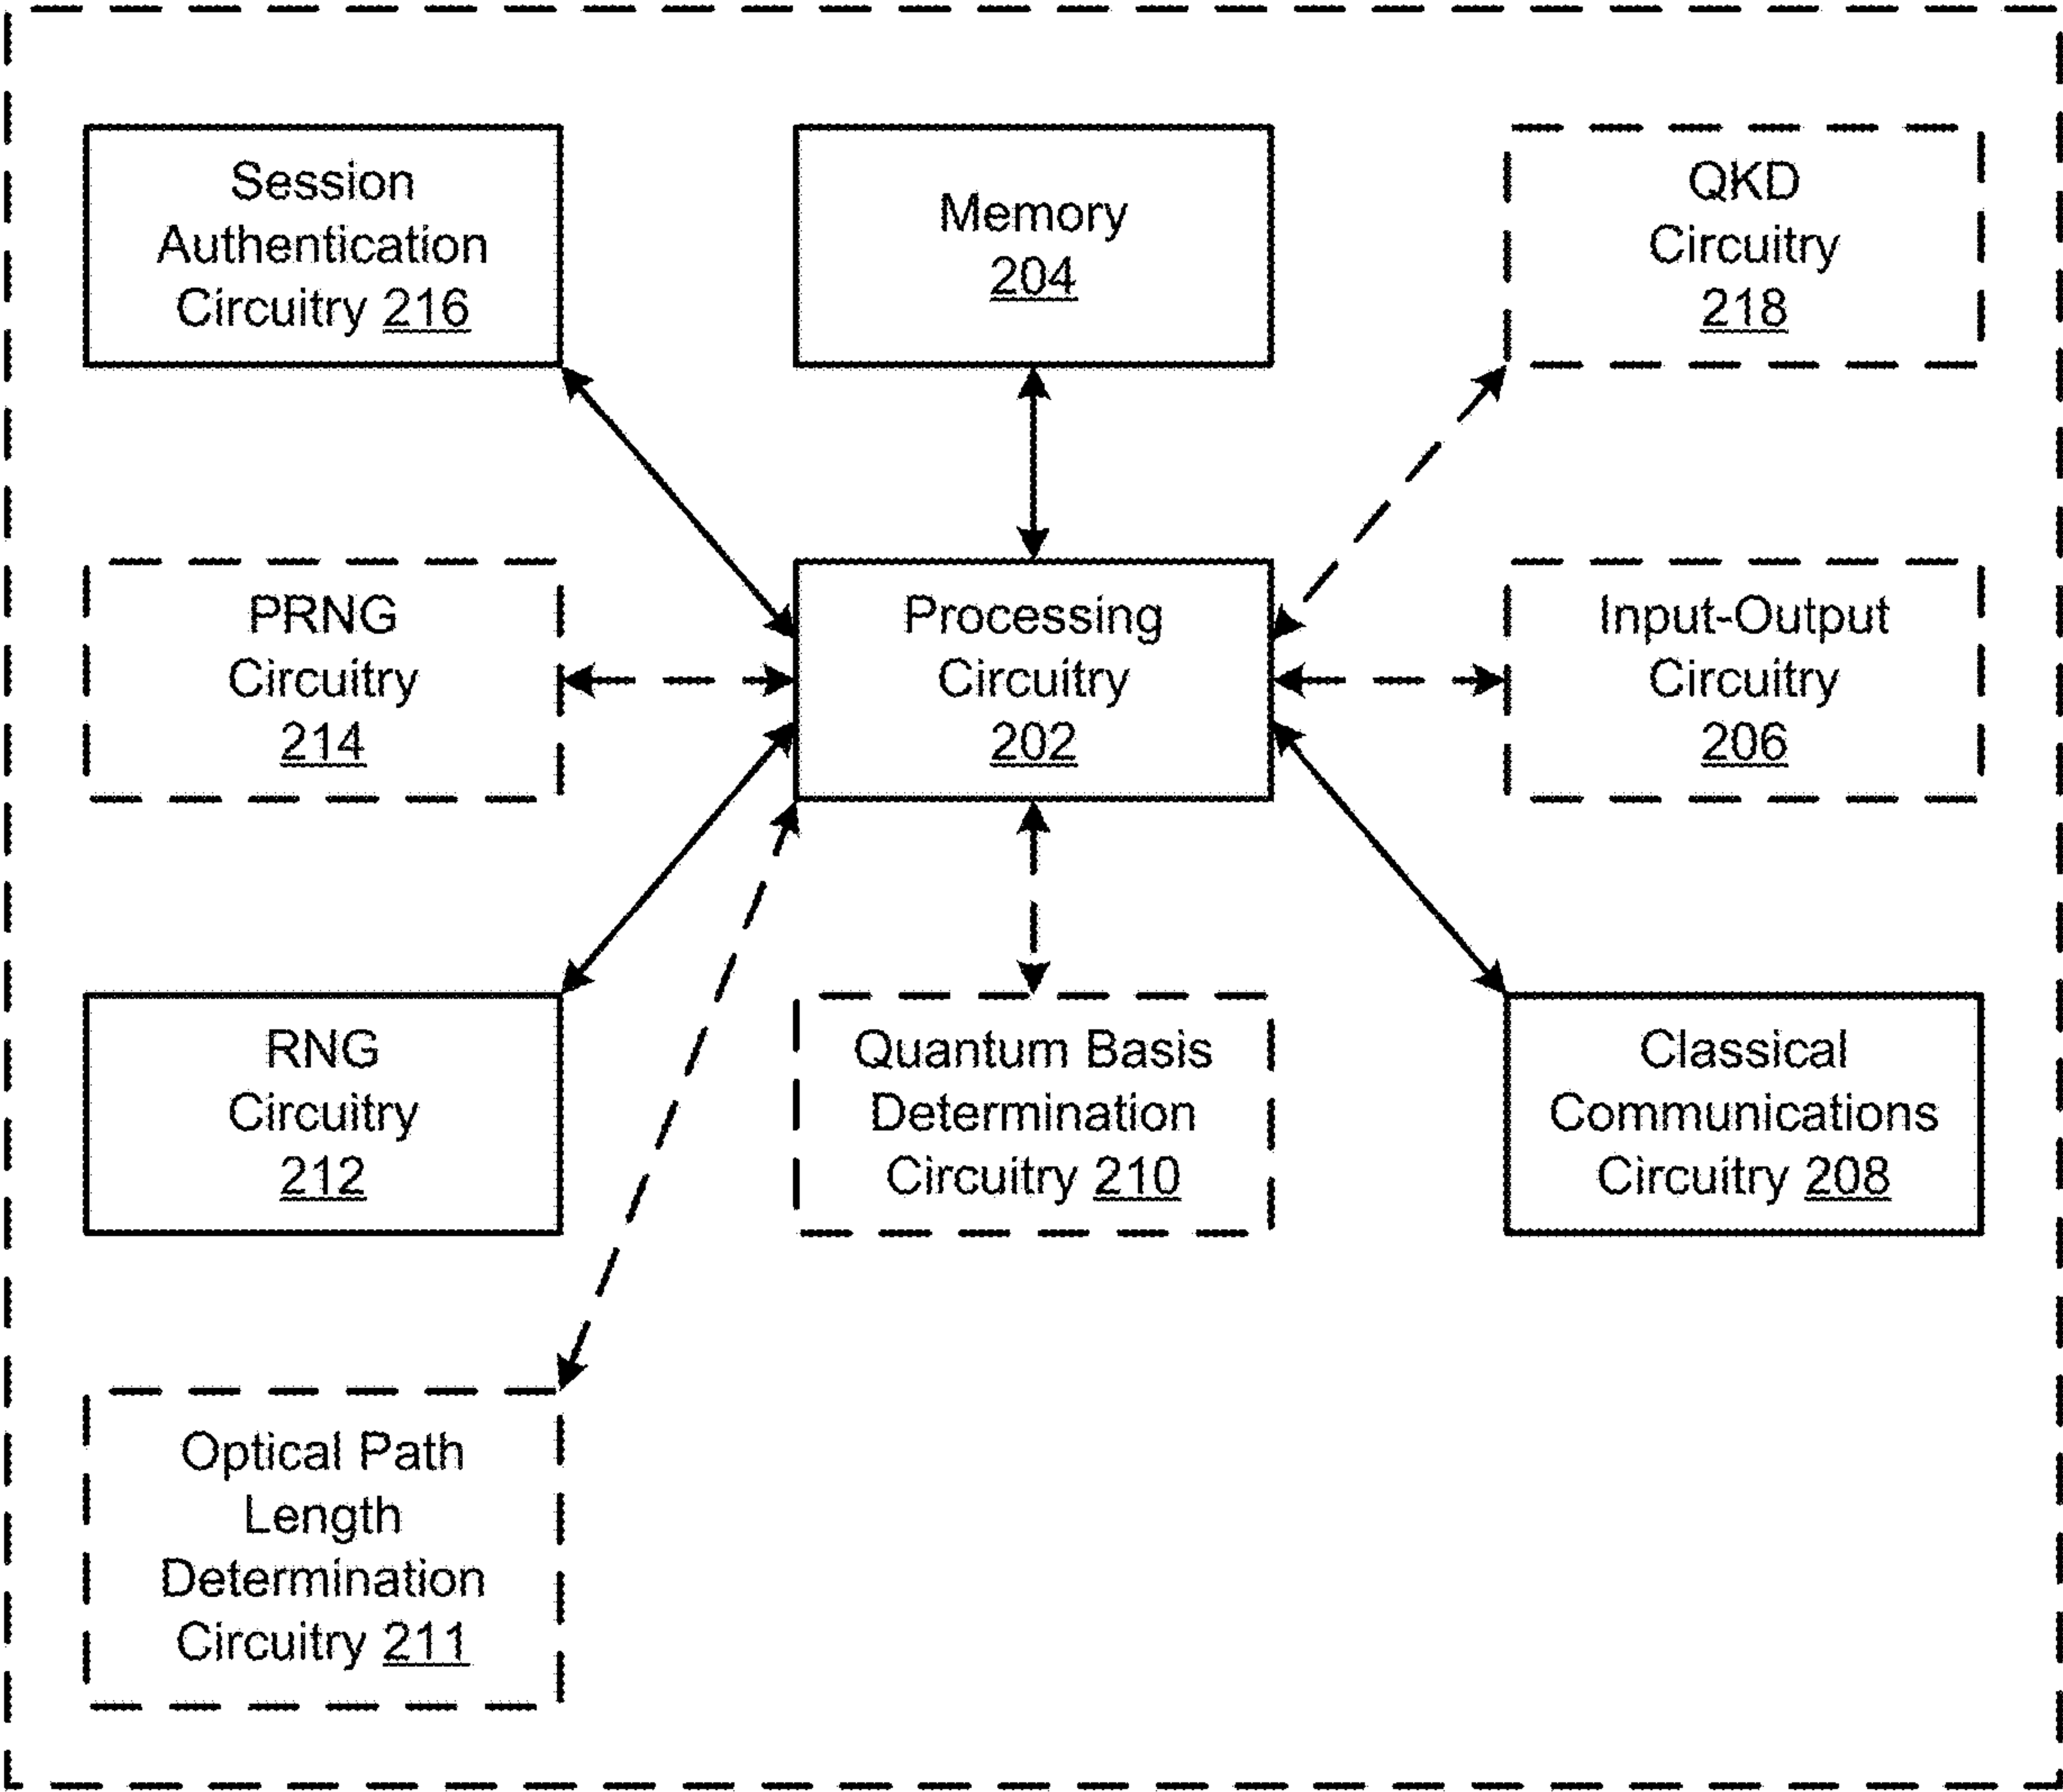 Session
Authentication
Circuitry 216
Memory
204
QKD
Circuitry
218
PRNG
Circuitry
214
Processing
Circuitry
202
Input-Output
Circuitry
206
RNG
Circuitry
212
Quantum Basis
Determination
Circuitry 210
Classical
Communications
Circuitry 208
Optical Path
Length
Determination
Circuitry 211